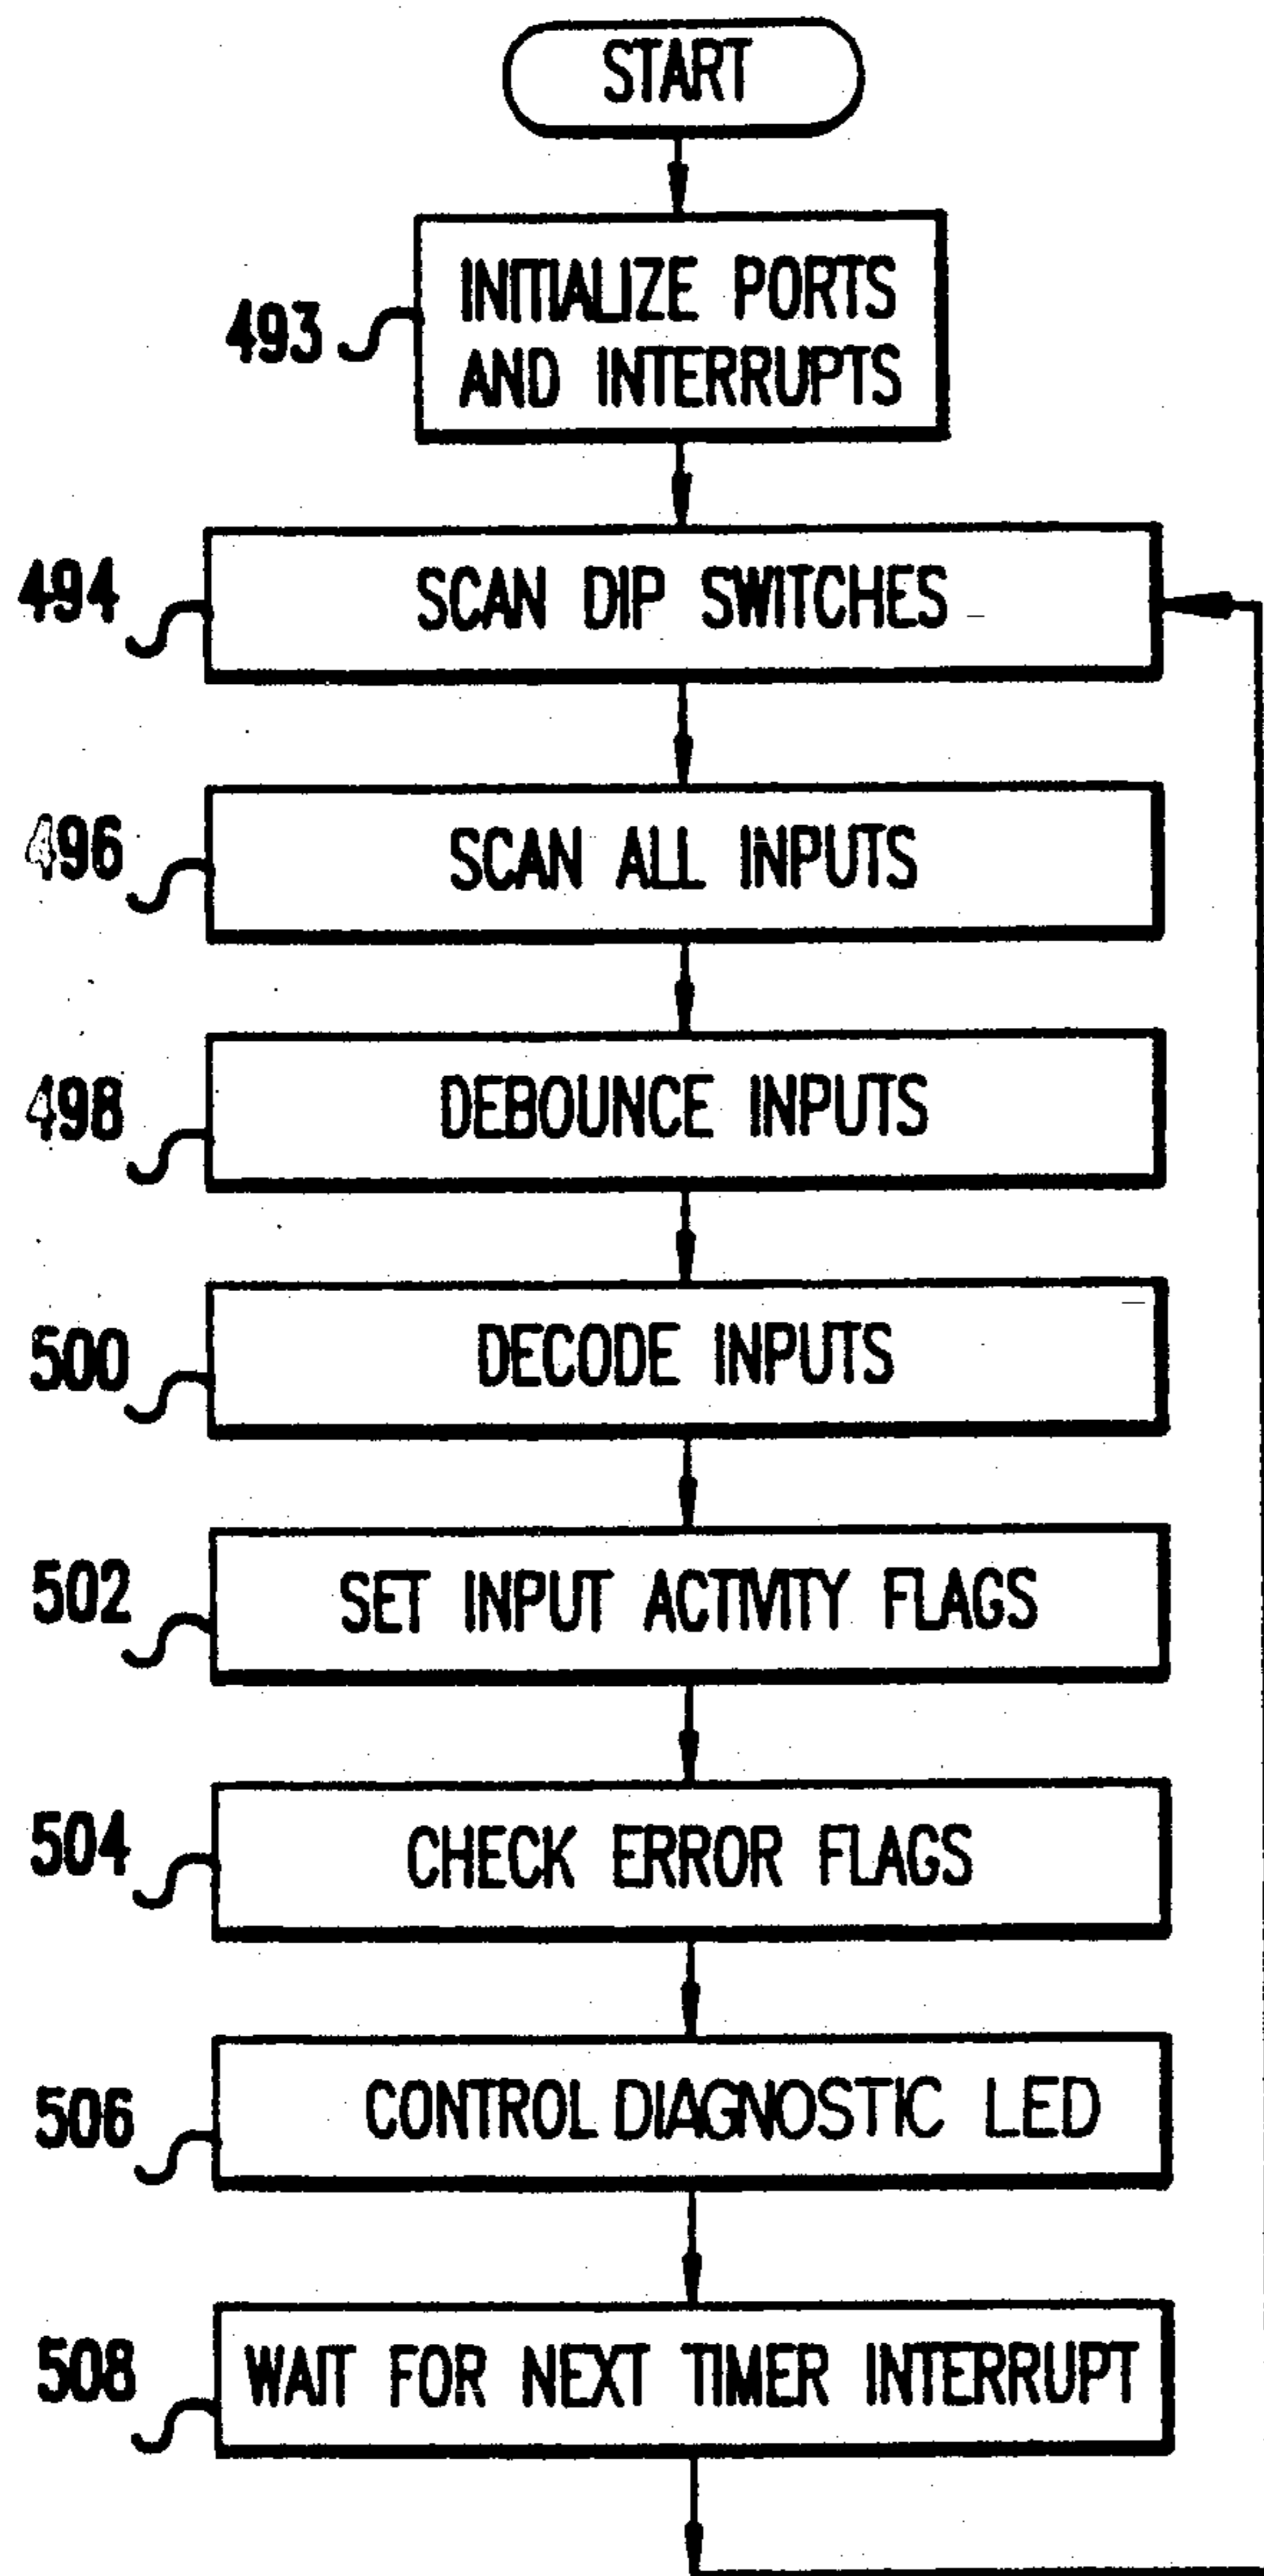 START
493
INITIALIZE PORTS
AND INTERRUPTS
494
SCAN DIP SWITCHES
496
SCAN ALL INPUTS
498
DEBOUNCE INPUTS
500
DECODE INPUTS
502
SET INPUT ACTIVITY FLAGS
504
CHECK ERROR FLAGS
506
CONTROL DIAGNOSTIC LED
508
WAIT FOR NEXT TIMER INTERRUPT